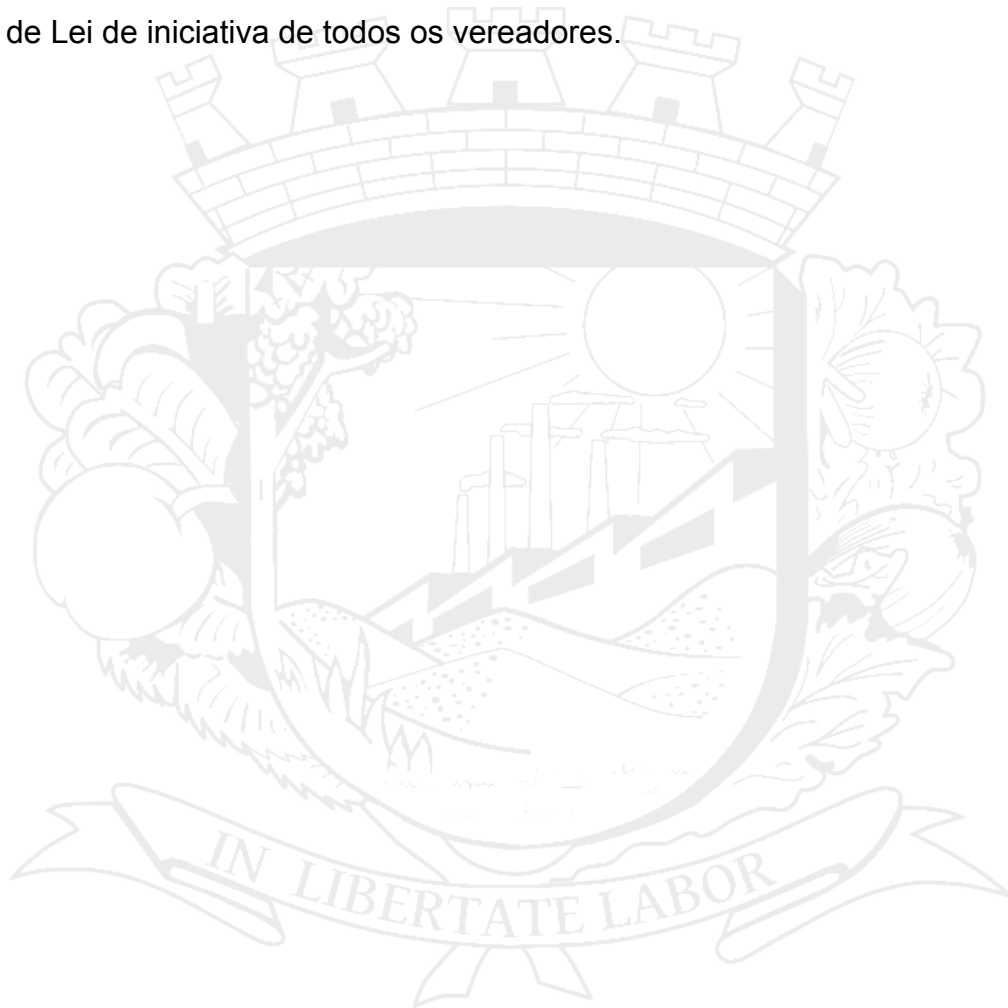 de Lei de iniciativa de todos os vereadores.
IN LIBERTATE LABOR